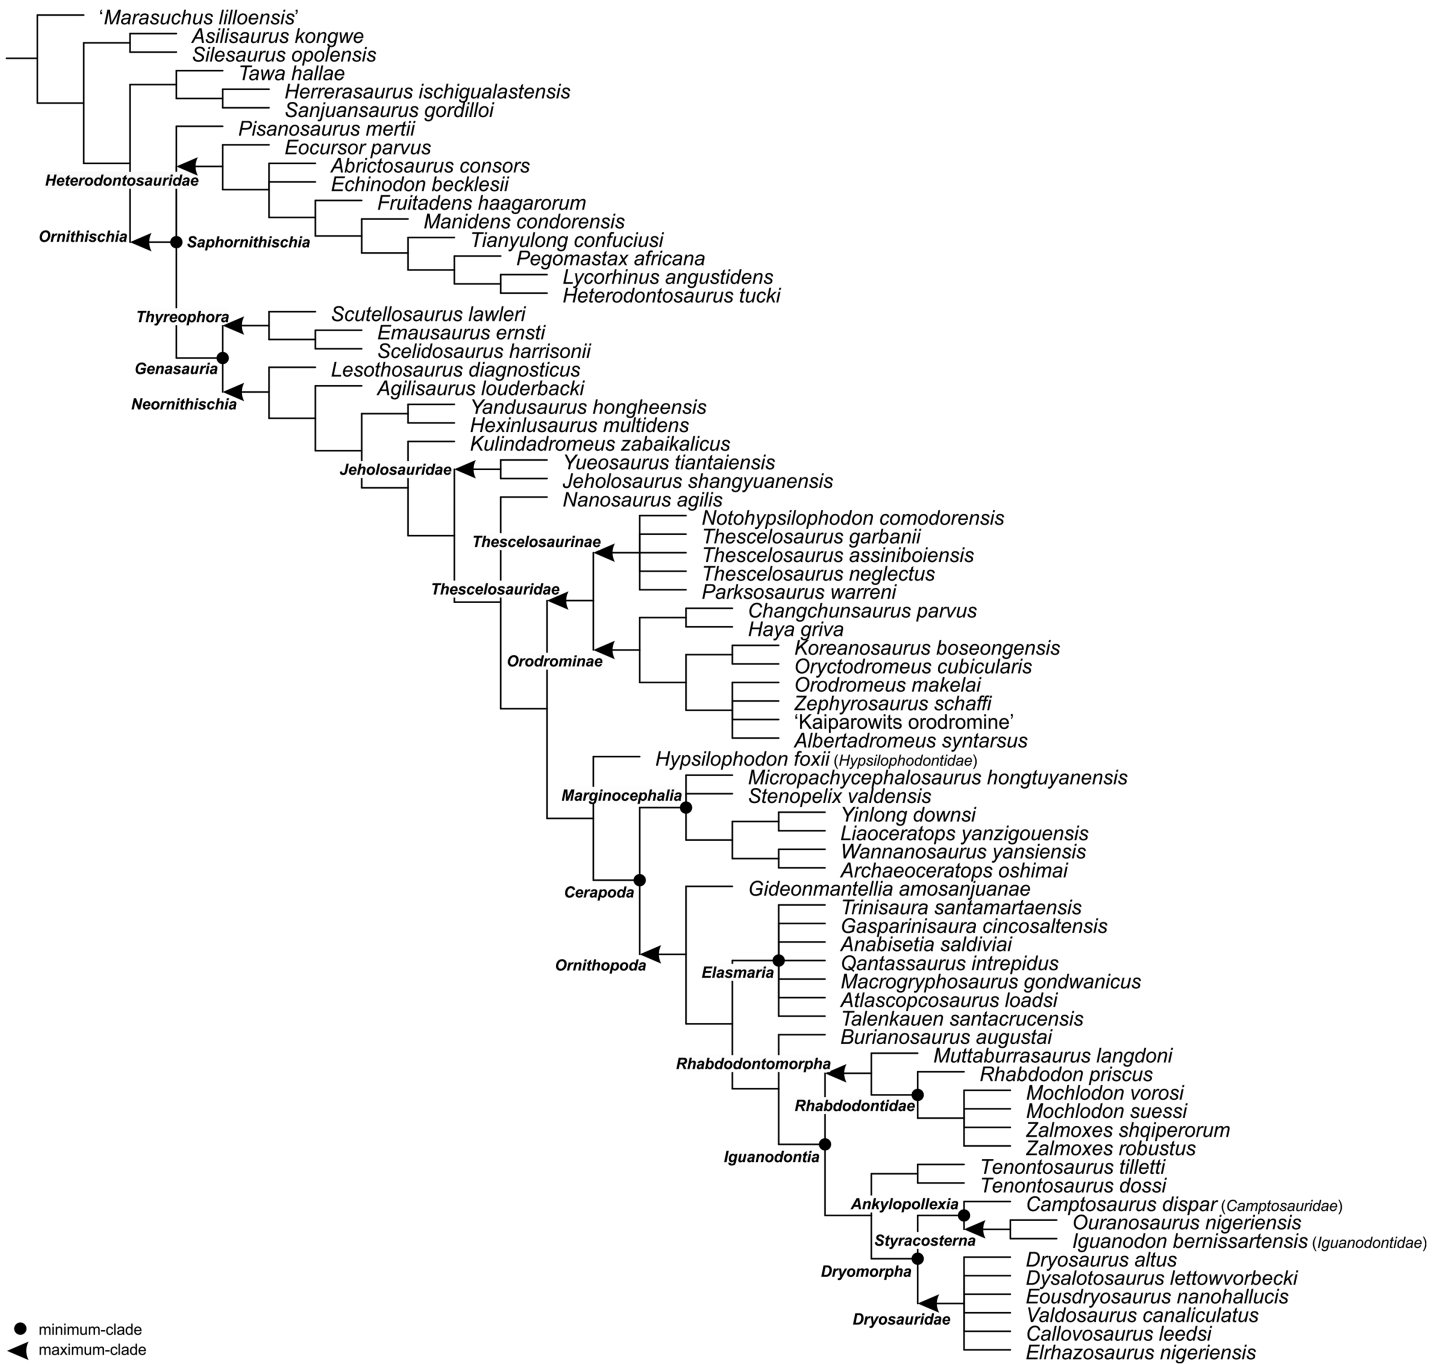 ‘Marasuchus lilloensis’
Asilisaurus kongwe
Silesaurus opolensis
Tawa hallae
Herrerasaurus ischigualastensis
Sanjuansaurus gordilloi
Pisanosaurus mertii
Eocursor parvus
Abrictosaurus consors
Heterodontosauridae
Echinodon becklesii
Fruitadens haagarorum
Manidens condorensis
Ornithischia
Saphornithischia
Tianyulong confuciusi
Pegomastax africana
Lycorhinus angustidens
Heterodontosaurus tucki
Thyreophora
Scutellosaurus lawleri
Emausaurus ernsti
Scelidosaurus harrisonii
Genasauria
Lesothosaurus diagnosticus
Agilisaurus louderbacki
Neornithischia
Yandusaurus hongheensis
Hexinlusaurus multidens
Kulindadromeus zabaikalicus
Yueosaurus tiantaiensis
Jeholosauridae
Jeholosaurus shangyuanensis
Nanosaurus agilis
Notohypsilophodon comodorensis
Thescelosaurus garbanii
Thescelosaurinae
Thescelosaurus assiniboiensis
Thescelosaurus neglectus
Thescelosauridae
Parksosaurus warreni
Changchunsaurus parvus
Haya griva
Koreanosaurus boseongensis
Orodrominae
Oryctodromeus cubicularis
Orodromeus makelai
Zephyrosaurus schaffi
‘Kaiparowits orodromine’
Albertadromeus syntarsus
Hypsilophodon foxii (Hypsilophodontidae)
Micropachycephalosaurus hongtuyanensis
Marginocephalia
Stenopelix valdensis
Yinlong downsi
Liaoceratops yanzigouensis
Wannanosaurus yansiensis
Archaeoceratops oshimai
Cerapoda
Gideonmantellia amosanjuanae
Trinisaura santamartaensis
Gasparinisaura cincosaltensis
Anabisetia saldiviai
Ornithopoda
Qantassaurus intrepidus
Elasmaria
Macrogryphosaurus gondwanicus
Atlascopcosaurus loadsi
Talenkauen santacrucensis
Burianosaurus augustai
Muttaburrasaurus langdoni
Rhabdodontomorpha
Rhabdodon priscus
Mochlodon vorosi
Rhabdodontidae
Mochlodon suessi
Zalmoxes shqiperorum
Zalmoxes robustus
Iguanodontia
Tenontosaurus tilletti
Tenontosaurus dossi
Ankylopollexia
Camptosaurus dispar (Camptosauridae)
Ouranosaurus nigeriensis
Styracosterna
Iguanodon bernissartensis (Iguanodontidae)
Dryosaurus altus
Dryomorpha
Dysalotosaurus lettowvorbecki
Eousdryosaurus nanohallucis
Valdosaurus canaliculatus
Dryosauridae
Callovosaurus leedsi
Elrhazosaurus nigeriensis
minimum-clade
maximum-clade